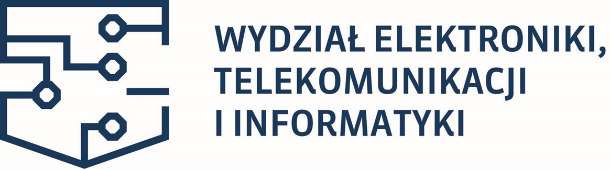 WYDZIAŁ ELEKTRONIKI,
TELEKOMUNIKACJI
I INFORMATYKI